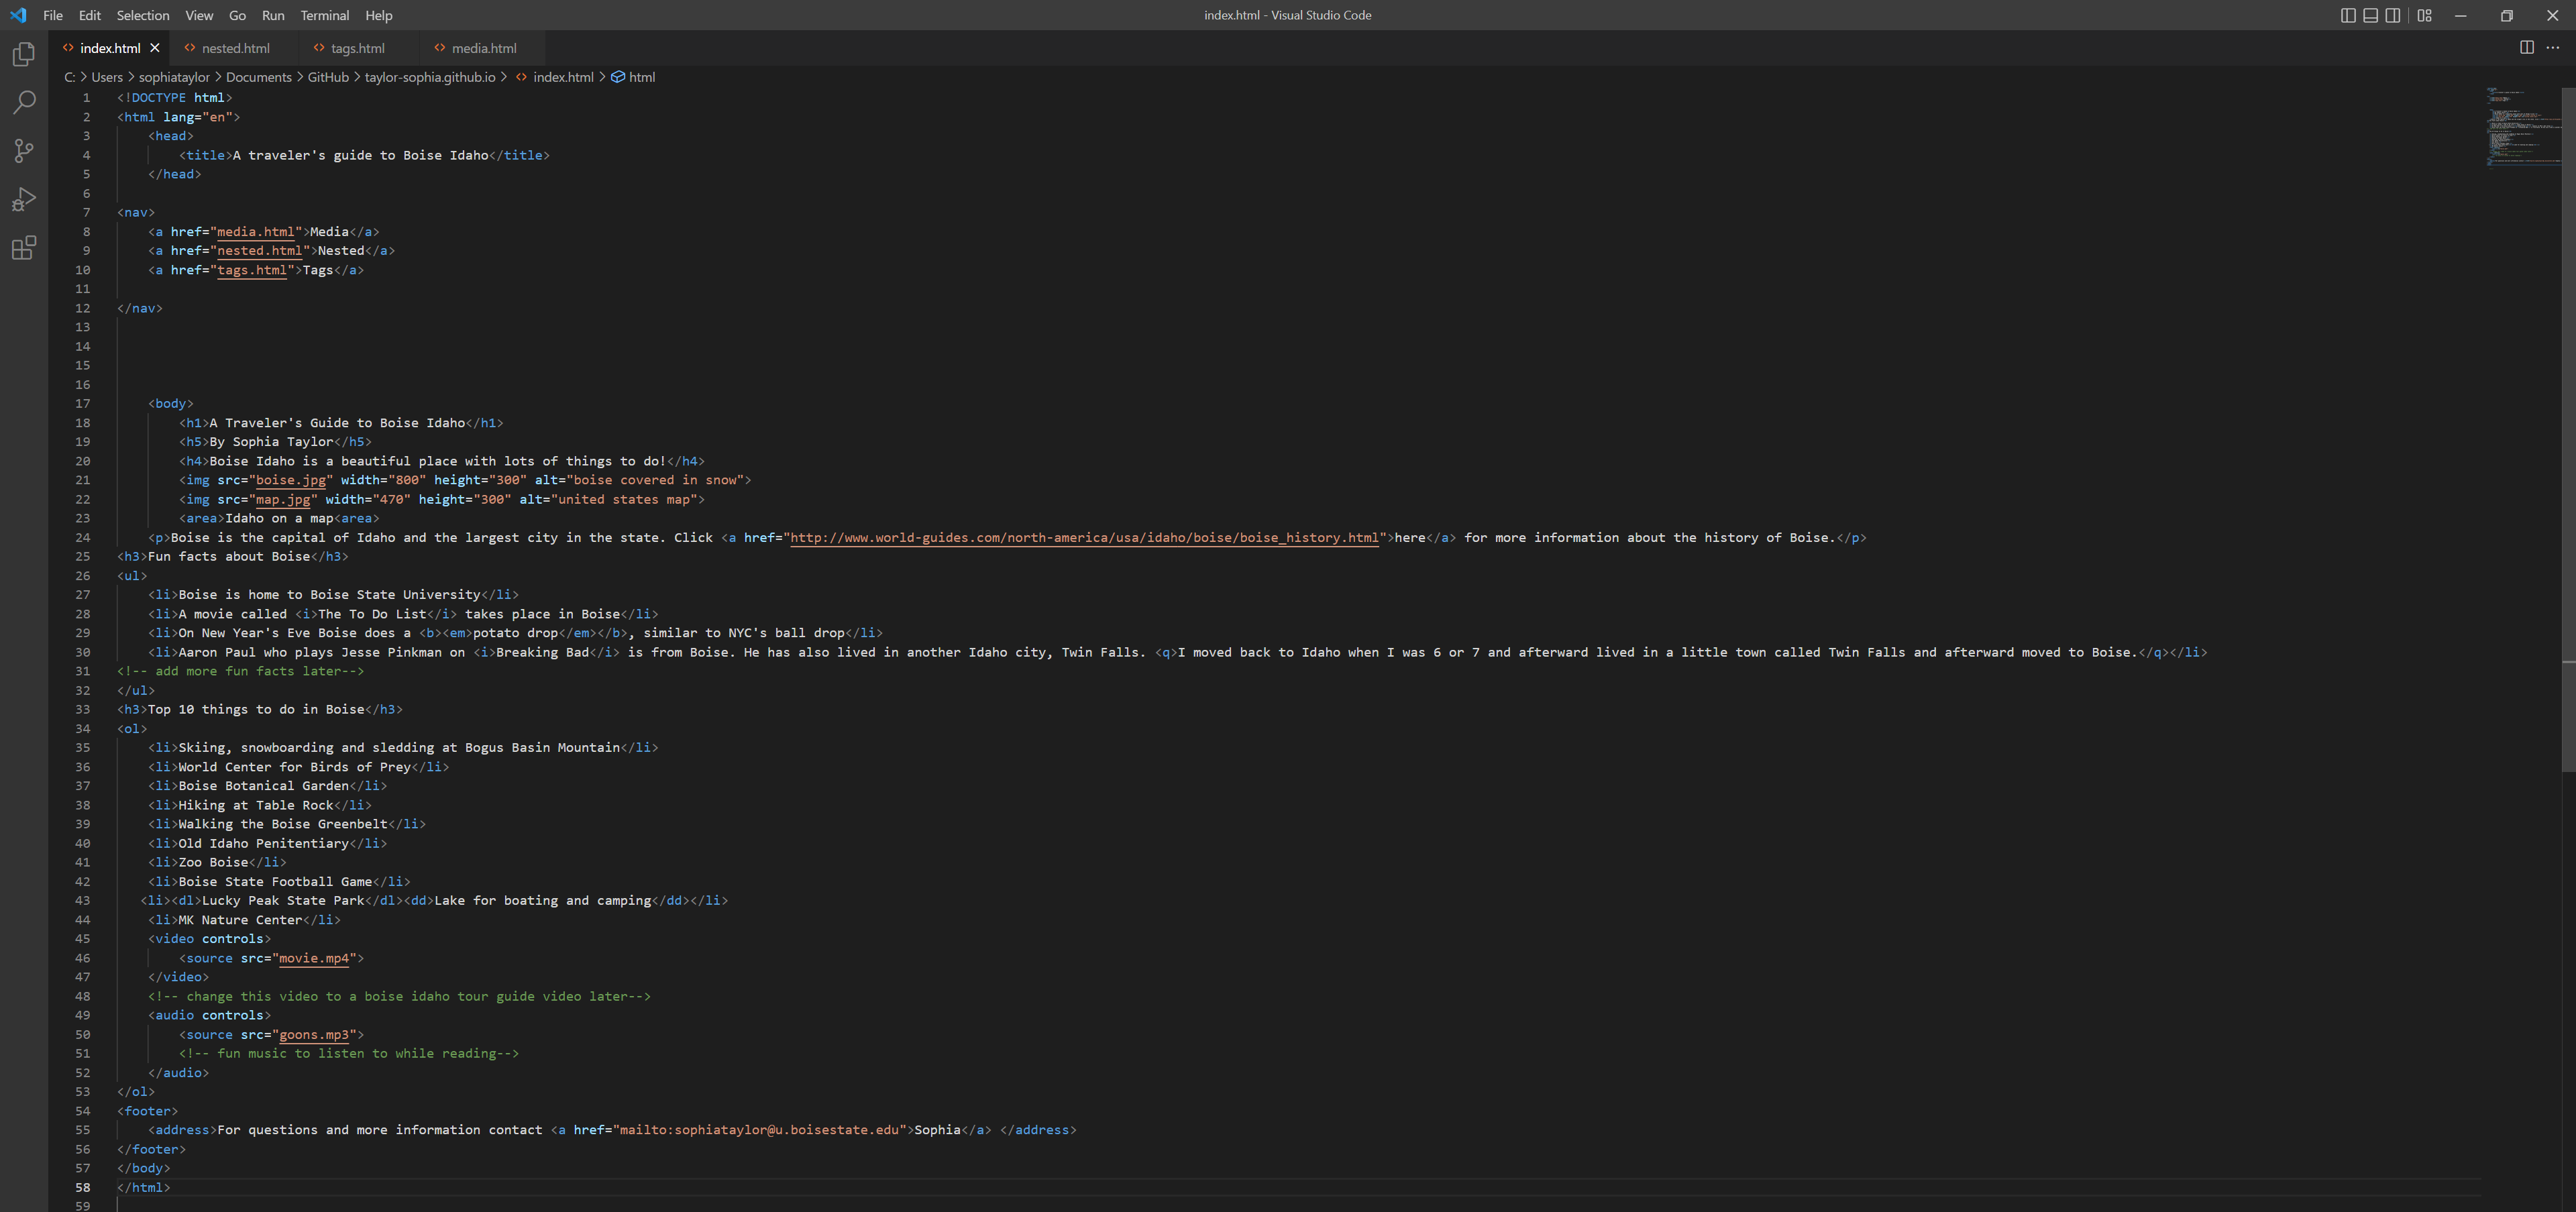 File Edit Selection View Go Run Terminal Help index.html - Visual Studio Code
index.html nested.html tags.html media.html
C: > Users > sophiataylor > Documents > GitHub > taylor-sophia.github.io > index.html > html
1 <!DOCTYPE html>
2 <html lang="en">
3 <head>
4 <title>A traveler's guide to Boise Idaho</title>
5 </head>
6
7 <nav>
8 <a href="media.html">Media</a>
9 <a href="nested.html">Nested</a>
10 <a href="tags.html">Tags</a>
11
12 </nav>
13
14
15
16
17 <body>
18 <h1>A Traveler's Guide to Boise Idaho</h1>
19 <h5>By Sophia Taylor</h5>
20 <h4>Boise Idaho is a beautiful place with lots of things to do!</h4>
21 <img src="boise.jpg" width="800" height="300" alt="boise covered in snow">
22 <img src="map.jpg" width="470" height="300" alt="united states map">
23 <area>Idaho on a map<area>
24 <p>Boise is the capital of Idaho and the largest city in the state. Click <a href="http://www.world-guides.com/north-america/usa/idaho/boise/boise_history.html">here</a> for more information about the history of Boise.</p>
25 <h3>Fun facts about Boise</h3>
26 <ul>
27 <li>Boise is home to Boise State University</li>
28 <li>A movie called <i>The To Do List</i> takes place in Boise</li>
29 <li>On New Year's Eve Boise does a <b><em>potato drop</em></b>, similar to NYC's ball drop</li>
30 <li>Aaron Paul who plays Jesse Pinkman on <i>Breaking Bad</i> is from Boise. He has also lived in another Idaho city, Twin Falls. <q>I moved back to Idaho when I was 6 or 7 and afterward lived in a little town called Twin Falls and afterward moved to Boise.</q></li>
31 <!-- add more fun facts later-->
32 </ul>
33 <h3>Top 10 things to do in Boise</h3>
34 <ol>
35 <li>Skiing, snowboarding and sledding at Bogus Basin Mountain</li>
36 <li>World Center for Birds of Prey</li>
37 <li>Boise Botanical Garden</li>
38 <li>Hiking at Table Rock</li>
39 <li>Walking the Boise Greenbelt</li>
40 <li>Old Idaho Penitentiary</li>
41 <li>Zoo Boise</li>
42 <li>Boise State Football Game</li>
43 <li><dl>Lucky Peak State Park</dl><dd>Lake for boating and camping</dd></li>
44 <li>MK Nature Center</li>
45 <video controls>
46 <source src="movie.mp4">
47 </video>
48 <!-- change this video to a boise idaho tour guide video later-->
49 <audio controls>
50 <source src="goons.mp3">
51 <!-- fun music to listen to while reading-->
52 </audio>
53 </ol>
54 <footer>
55 <address>For questions and more information contact <a href="mailto:sophiataylor@u.boisestate.edu">Sophia</a> </address>
56 </footer>
57 </body>
58 </html>
59